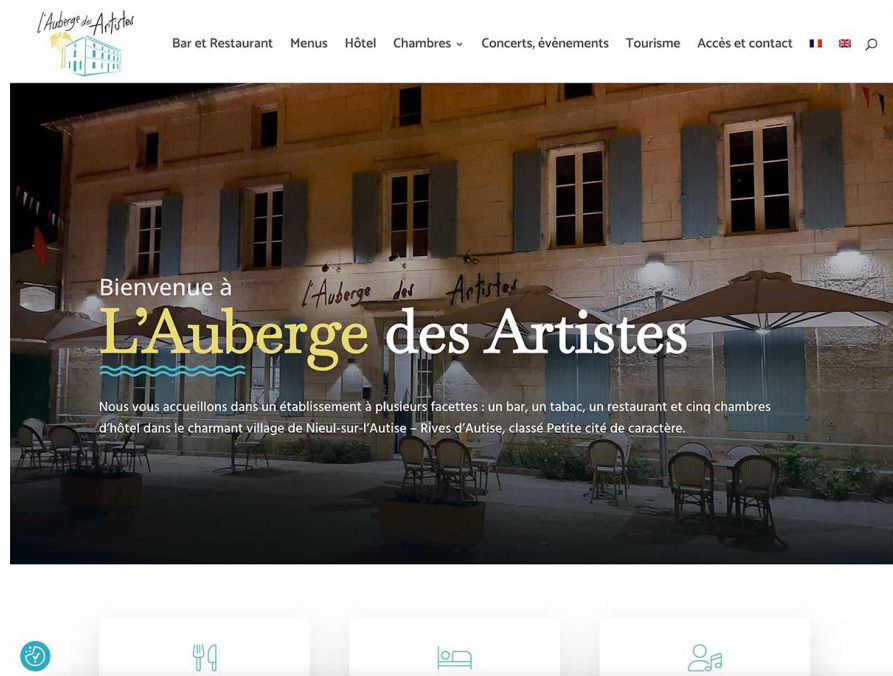 l'Auberge des Artistes
Bar et Restaurant Menus Hôtel Chambres Concerts, évènements Tourisme Accès et contact
Bienvenue à
l'Auberge des Artistes
L'Auberge des Artistes
Nous vous accueillons dans un établissement à plusieurs facettes : un bar, un tabac, un restaurant et cinq chambres
d'hôtel dans le charmant village de Nieul-sur-l'Autise – Rives d'Autise, classé Petite cité de caractère.